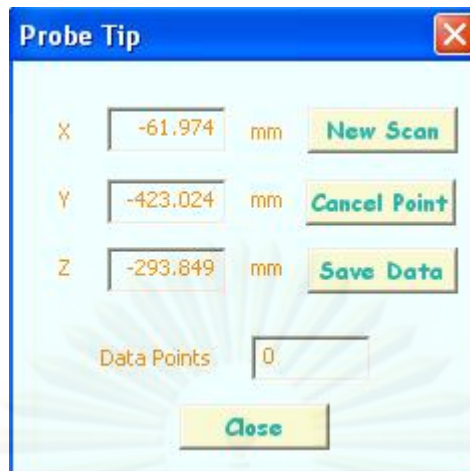 Probe Tip
X -61.974 mm New Scan
Y -423.024 mm Cancel Point
Z -293.849 mm Save Data
Data Points 0
Close